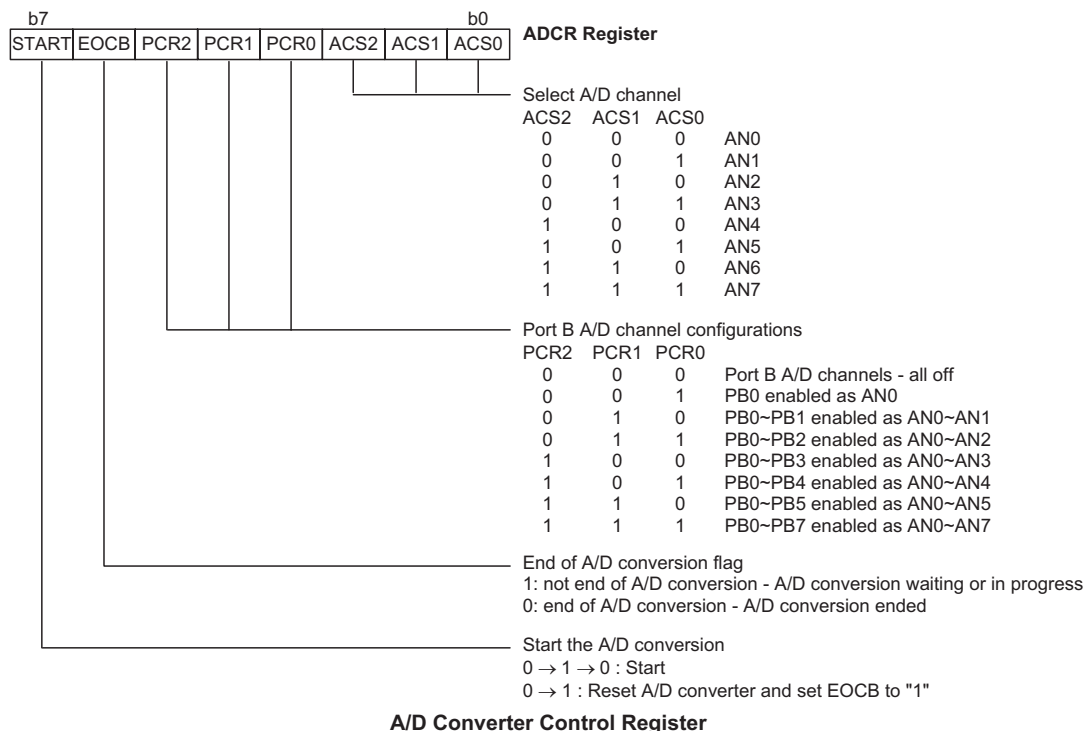 b7 b0
START EOCB PCR2 PCR1 PCR0 ACS2 ACS1 ACS0 ADCR Register
Select A/D channel
ACS2 ACS1 ACS0
0 0 0 AN0
0 0 1 AN1
0 1 0 AN2
0 1 1 AN3
1 0 0 AN4
1 0 1 AN5
1 1 0 AN6
1 1 1 AN7
Port B A/D channel configurations
PCR2 PCR1 PCR0
0 0 0 Port B A/D channels - all off
0 0 1 PB0 enabled as AN0
0 1 0 PB0~PB1 enabled as AN0~AN1
0 1 1 PB0~PB2 enabled as AN0~AN2
1 0 0 PB0~PB3 enabled as AN0~AN3
1 0 1 PB0~PB4 enabled as AN0~AN4
1 1 0 PB0~PB5 enabled as AN0~AN5
1 1 1 PB0~PB7 enabled as AN0~AN7
End of A/D conversion flag
1: not end of A/D conversion - A/D conversion waiting or in progress
0: end of A/D conversion - A/D conversion ended
Start the A/D conversion
0 → 1 → 0 : Start
0 → 1 : Reset A/D converter and set EOCB to "1"
A/D Converter Control Register